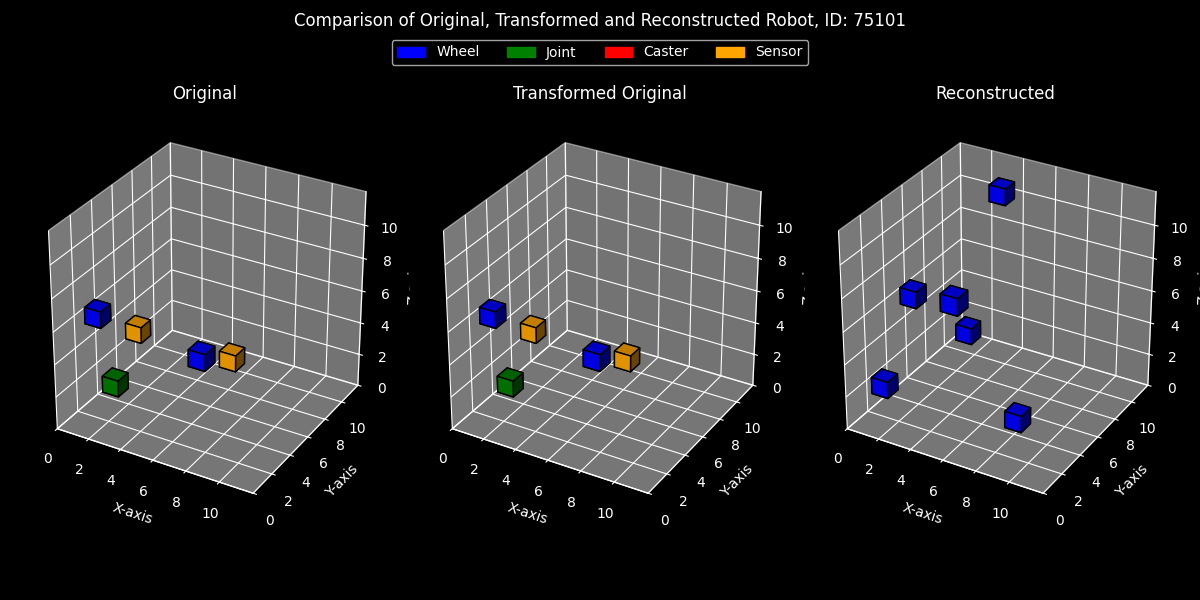 Comparison of Original, Transformed and Reconstructed Robot, ID: 75101
Wheel Joint Caster Sensor
Original Transformed Original Reconstructed
10 10 10
8 8 8
6 6 6
4 4 4
2 2 2
0 0 0
0 2 4 6 8 10 0 2 4 6 8 10 0 2 4 6 8 10
0 2 4 6 8 10 0 2 4 6 8 10 0 2 4 6 8 10
X-axis Y-axis X-axis Y-axis X-axis Y-axis